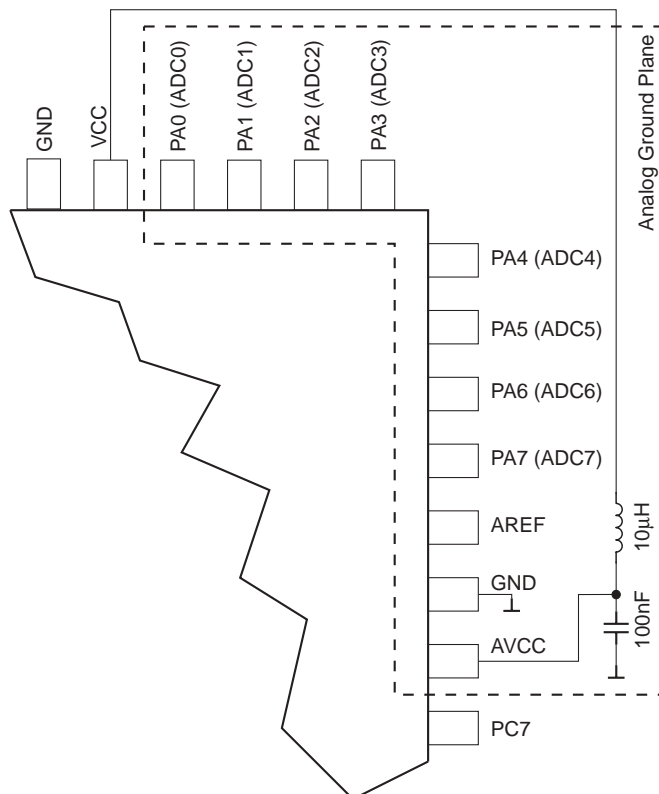 GND
VCC
PA0 (ADC0)
PA1 (ADC1)
PA2 (ADC2)
PA3 (ADC3)
Analog Ground Plane
PA4 (ADC4)
PA5 (ADC5)
PA6 (ADC6)
PA7 (ADC7)
AREF
10μH
GND
AVCC
100nF
PC7